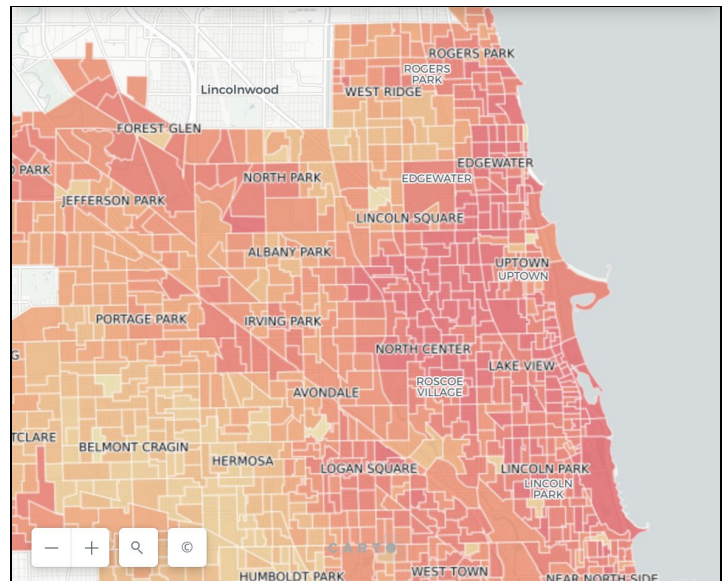 ROGERS PARK
ROGERS
PARK
WEST RIDGE
Lincolnwood
FOREST GLEN
EDGEWATER
PARK
NORTH PARK
EDGEWATER
JEFFERSON PARK
LINCOLN SQUARE
ALBANY PARK
UPTOWN
UPTOWN
PORTAGE PARK
IRVING PARK
NORTH CENTER
G
LAKE VIEW
ROSCOE
VILLAGE
AVONDALE
TCLARE
BELMONT CRAGIN
HERMOSA
LOGAN SQUARE
LINCOLN PARK
LINCOLN
PARK
©
CARTO
WEST TOWN
HUMBOLDT PARK
NEAR NORTH SIDE